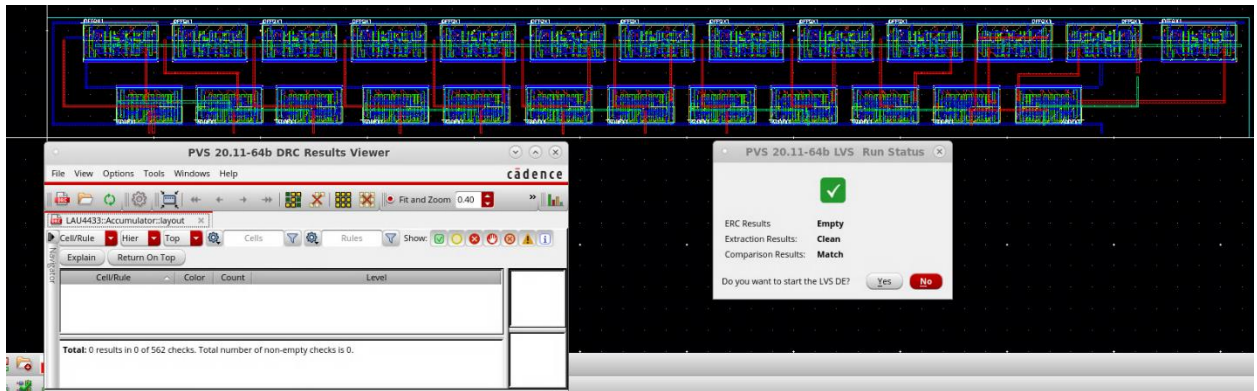 PVS 20.11-64b DRC Results Viewer
File View Options Tools Windows Help
cādence
Fit and Zoom 0.40
»
LAU4433::Accumulator::layout
Cell/Rule Hier Top Cells Rules Show:
Navigator
Explain Return On Top
Cell/Rule Color Count Level
Total: 0 results in 0 of 562 checks. Total number of non-empty checks is 0.
PVS 20.11-64b LVS Run Status
ERC Results Empty
Extraction Results: Clean
Comparison Results: Match
Do you want to start the LVS DE? Yes No